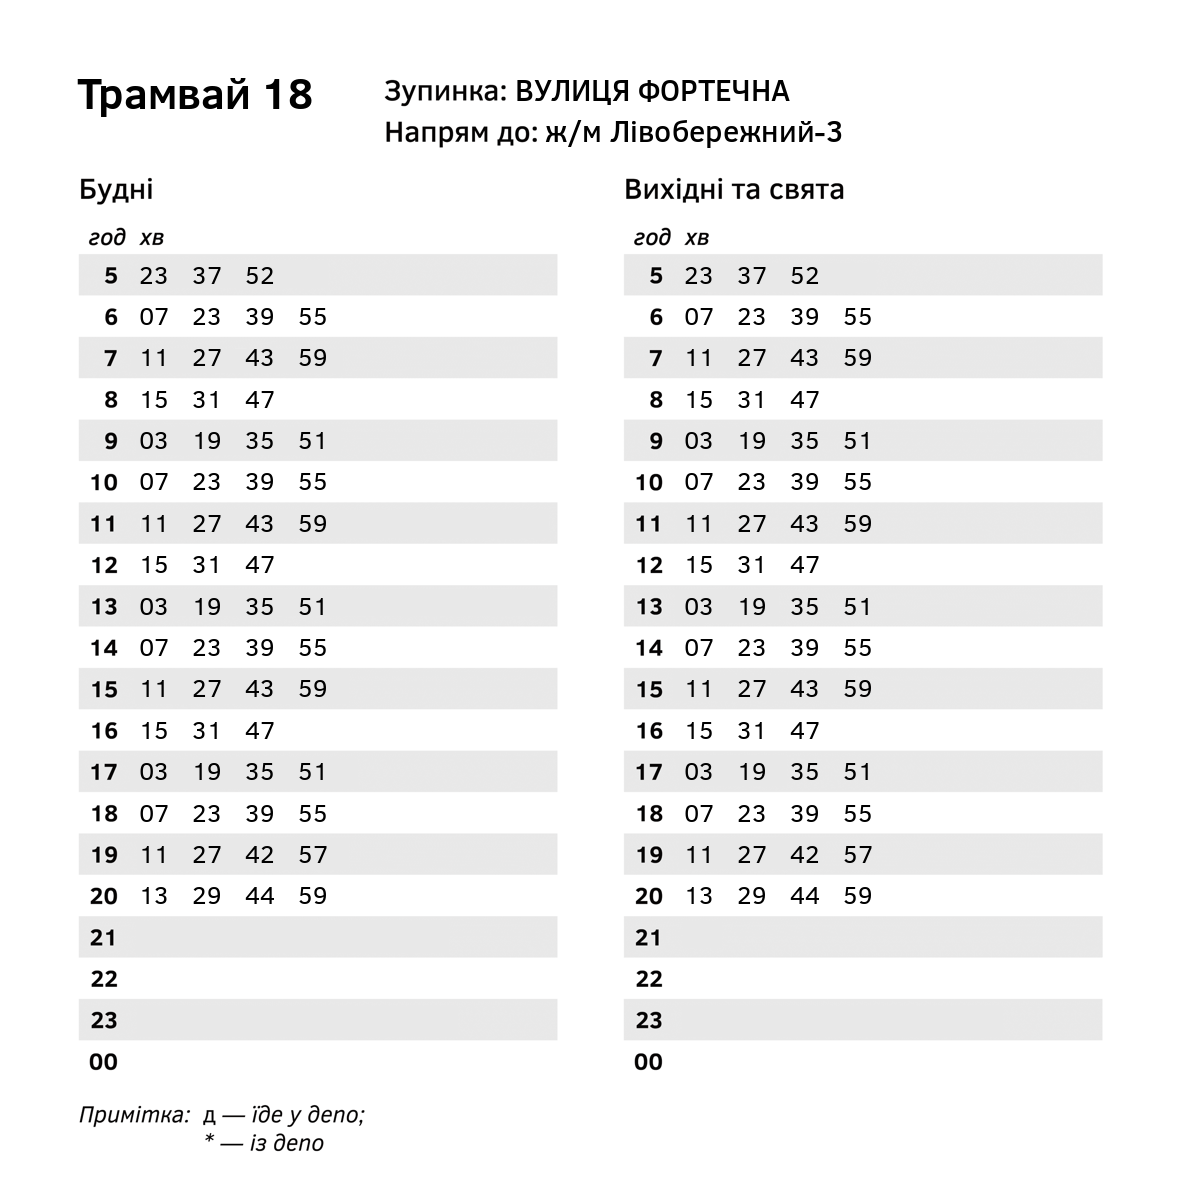 Трамвай 18
Зупинка: ВУЛИЦЯ ФОРТЕЧНА
Напрям до: ж/м Лівобережний-3
Будні
год хв
5 23 37 52
6 07 23 39 55
7 11 27 43 59
8 15 31 47
9 03 19 35 51
10 07 23 39 55
11 11 27 43 59
12 15 31 47
13 03 19 35 51
14 07 23 39 55
15 11 27 43 59
16 15 31 47
17 03 19 35 51
18 07 23 39 55
19 11 27 42 57
20 13 29 44 59
21
22
23
00
Вихідні та свята
год хв
5 23 37 52
6 07 23 39 55
7 11 27 43 59
8 15 31 47
9 03 19 35 51
10 07 23 39 55
11 11 27 43 59
12 15 31 47
13 03 19 35 51
14 07 23 39 55
15 11 27 43 59
16 15 31 47
17 03 19 35 51
18 07 23 39 55
19 11 27 42 57
20 13 29 44 59
21
22
23
00
Примітка: д — їде у депо;
* — із депо